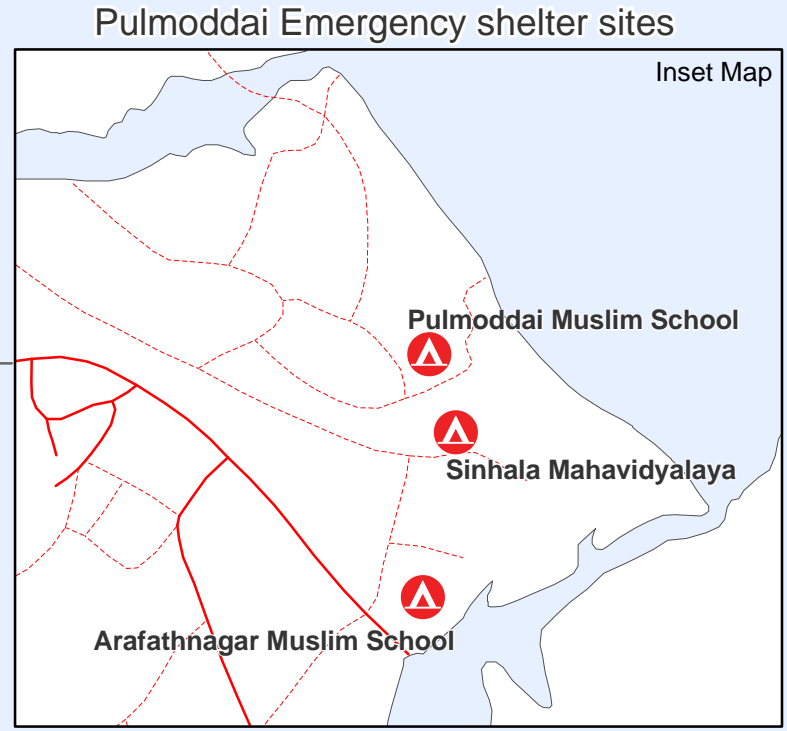 Pulmoddai Emergency shelter sites
Inset Map
Pulmoddai Muslim School
Sinhala Mahavidyalaya
Arafathnagar Muslim School